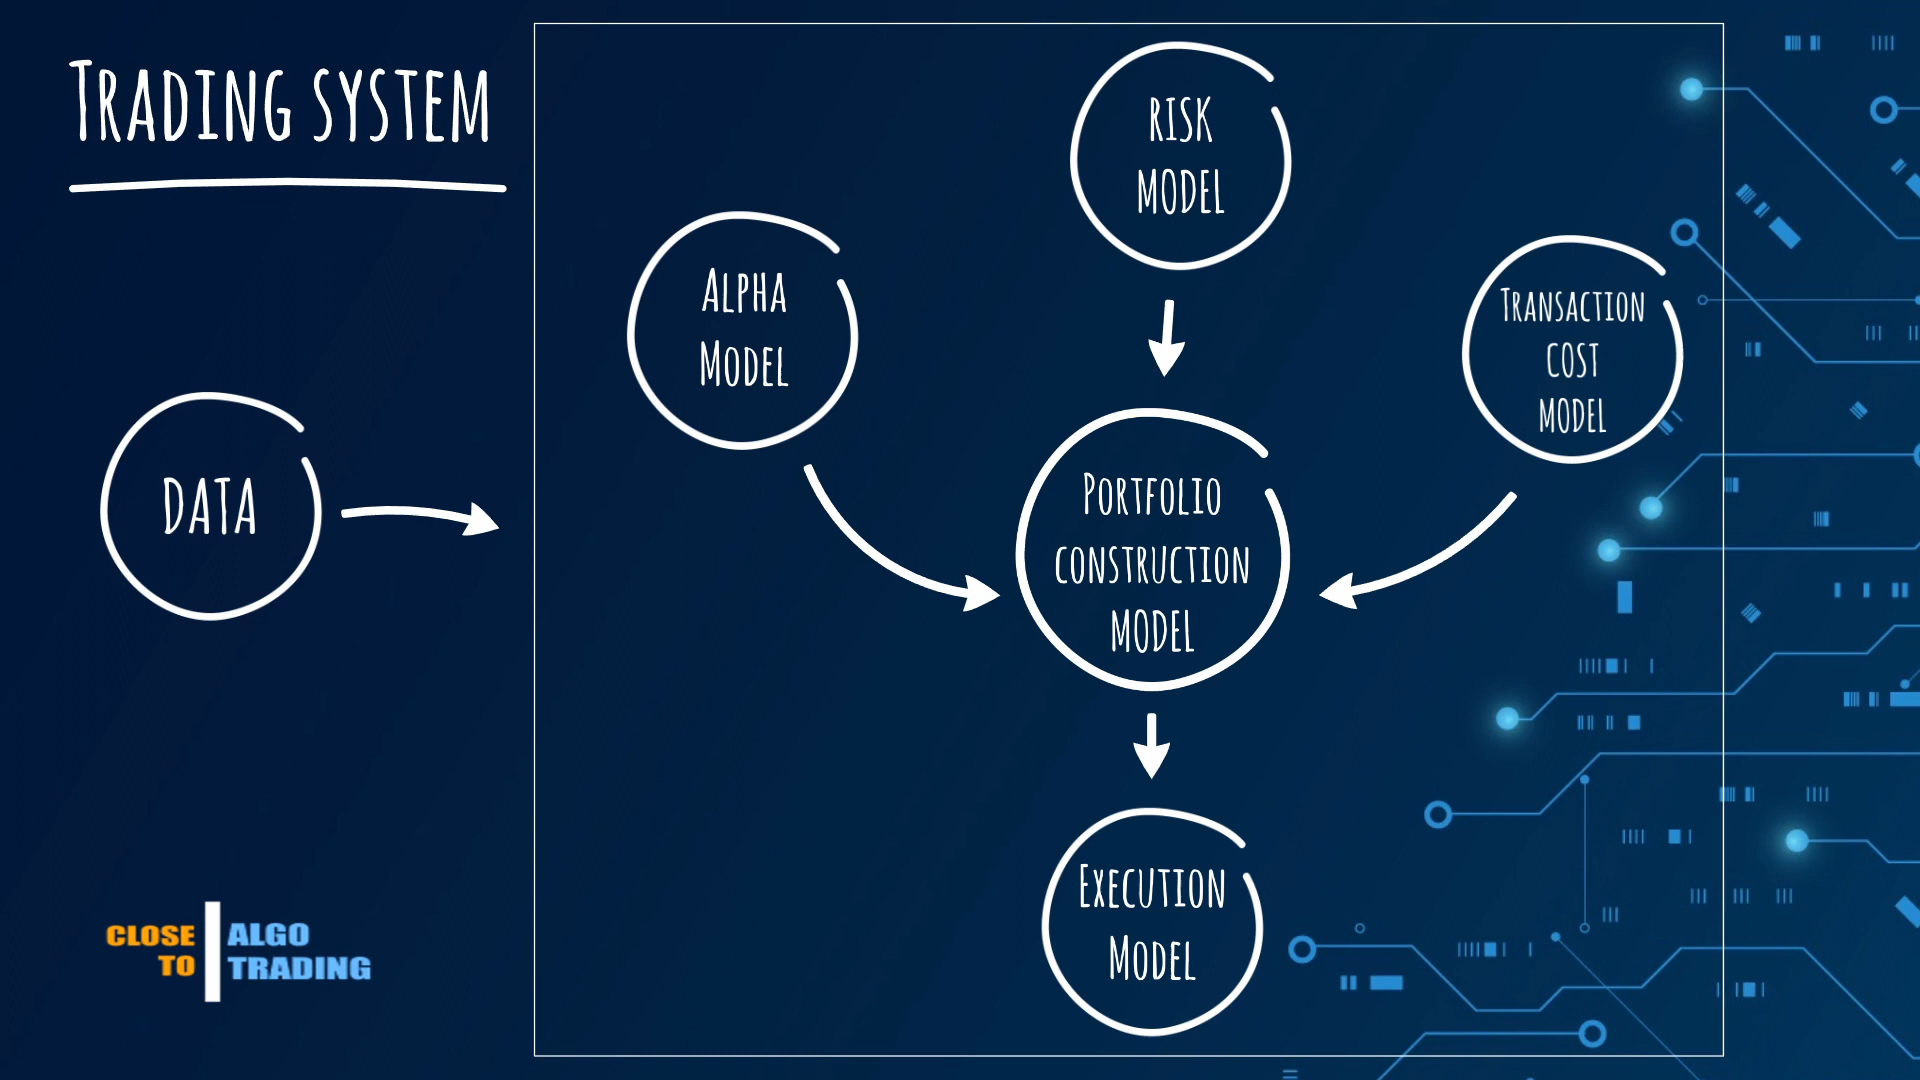 Trading system
RISK
MODEL
Alpha
Model
Transaction
cost
model
DATA
Portfolio
construction
model
Execution
Model
CLOSE
TO
ALGO
TRADING